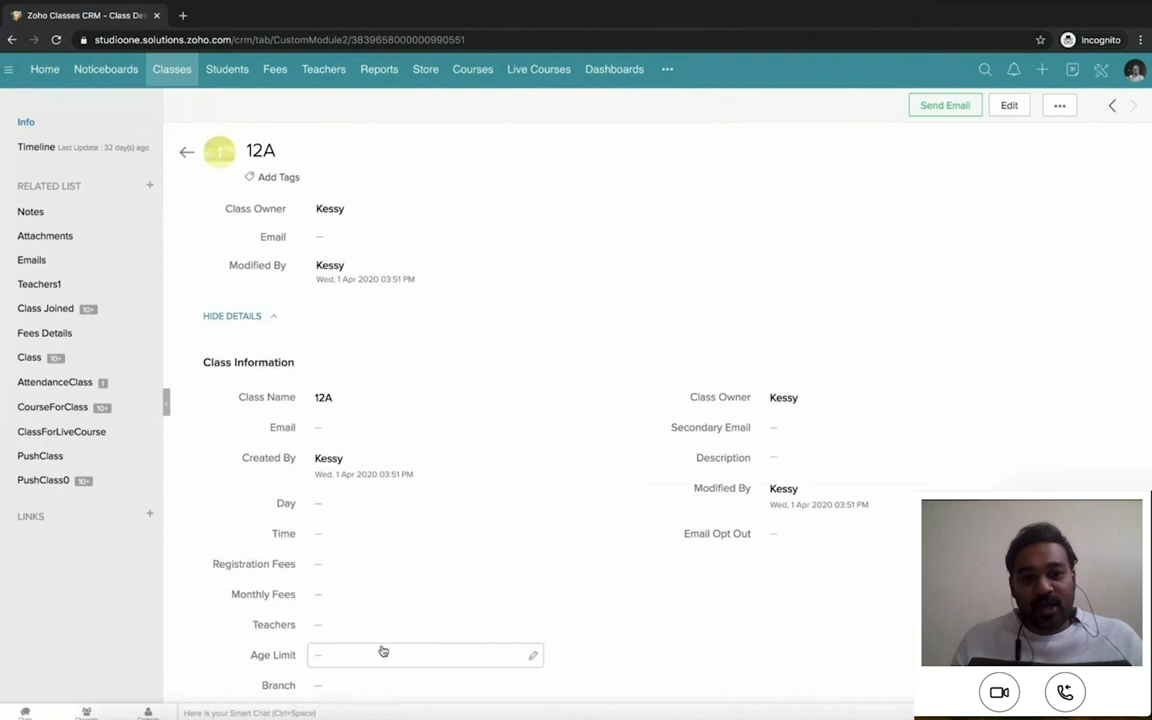 Zoho Classes CRM - Class Det
studioone.solutions.zoho.com/crm/tab/CustomModule2/3839658000000990551
Incognito
Home Noticeboards Classes Students Fees Teachers Reports Store Courses Live Courses Dashboards
Send Email Edit
Info
Timeline Last Update : 32 day(s) ago
RELATED LIST
Notes
Attachments
Emails
Teachers1
Class Joined 10+
Fees Details
Class 10+
AttendanceClass 1
CourseForClass 10+
ClassForLiveCourse
PushClass
PushClass0 10+
LINKS
1
12A
Add Tags
Class Owner Kessy
Email –
Modified By Kessy
Wed, 1 Apr 2020 03:51 PM
HIDE DETAILS
Class Information
Class Name 12A
Class Owner Kessy
Email –
Secondary Email –
Created By Kessy
Wed, 1 Apr 2020 03:51 PM
Description –
Day –
Modified By Kessy
Wed, 1 Apr 2020 03:51 PM
Time –
Email Opt Out –
Registration Fees –
Monthly Fees –
Teachers –
Age Limit –
Branch –
Here is your Smart Chat (Ctrl+Space)